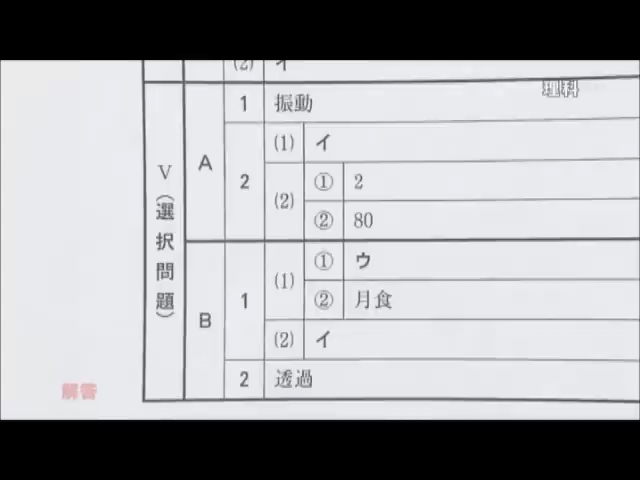 (2) イ
理科
V(選択問題)
A
1 振動
2
(1) イ
(2)
① 2
② 80
B
1
(1)
① ウ
② 月食
(2) イ
2 透過
解答